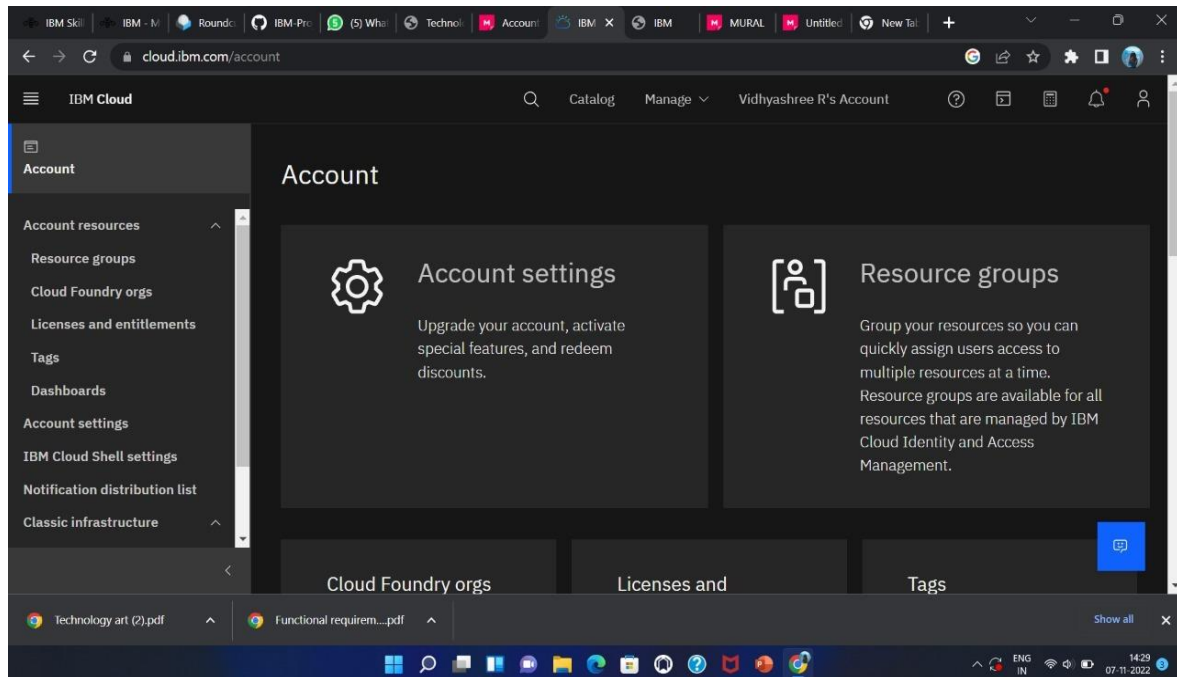 IBM Skil IBM - M Roundc IBM-Pro (5) What Technol Account IBM IBM MURAL Untitled New Tab
cloud.ibm.com/account
IBM Cloud Catalog Manage Vidhyashree R's Account
Account
Account resources
Resource groups
Cloud Foundry orgs
Licenses and entitlements
Tags
Dashboards
Account settings
IBM Cloud Shell settings
Notification distribution list
Classic infrastructure
Account
Account settings
Upgrade your account, activate
special features, and redeem
discounts.
Resource groups
Group your resources so you can
quickly assign users access to
multiple resources at a time.
Resource groups are available for all
resources that are managed by IBM
Cloud Identity and Access
Management.
Cloud Foundry orgs
Licenses and
Tags
Technology art (2).pdf Functional requirem....pdf Show all
ENG
IN
14:29
07-11-2022
3